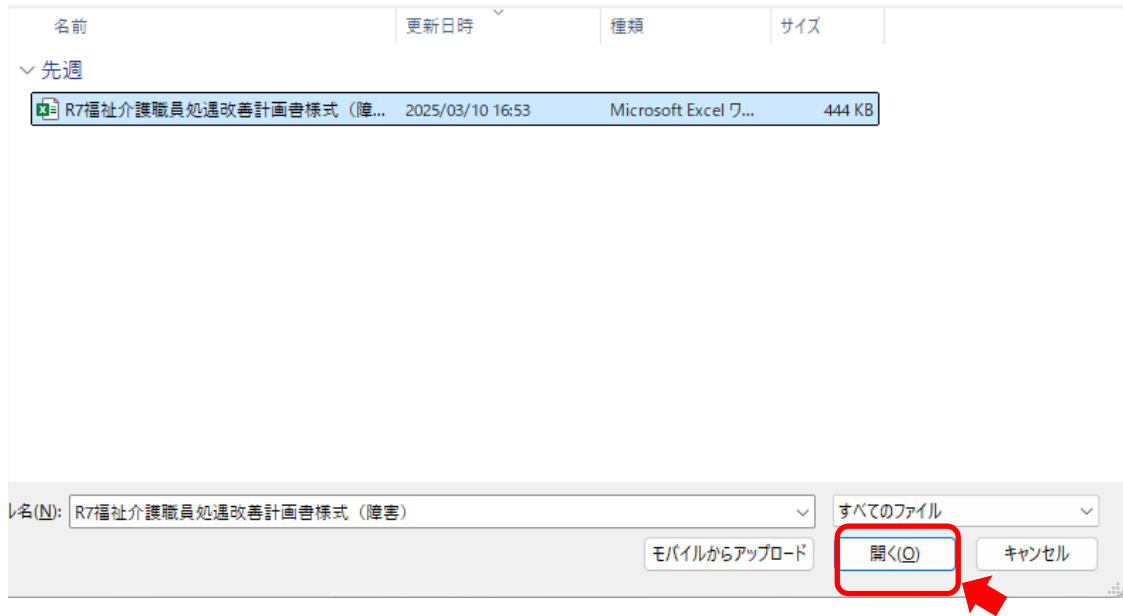 名前 更新日時 種類 サイズ
先週
R7福祉介護職員処遇改善計画書様式（障... 2025/03/10 16:53 Microsoft Excel ワ... 444 KB
ル名(N): R7福祉介護職員処遇改善計画書様式（障害） すべてのファイル
モバイルからアップロード 開く(O) キャンセル